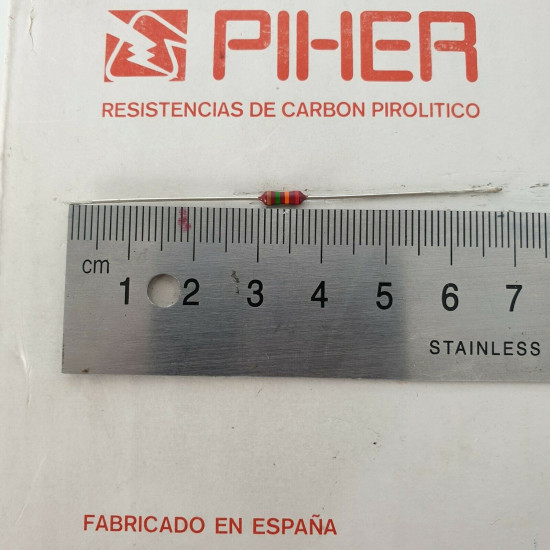 PIHER
RESISTENCIAS DE CARBON PIROLITICO
cm
1 2 3 4 5 6 7
STAINLESS
FABRICADO EN ESPAÑA